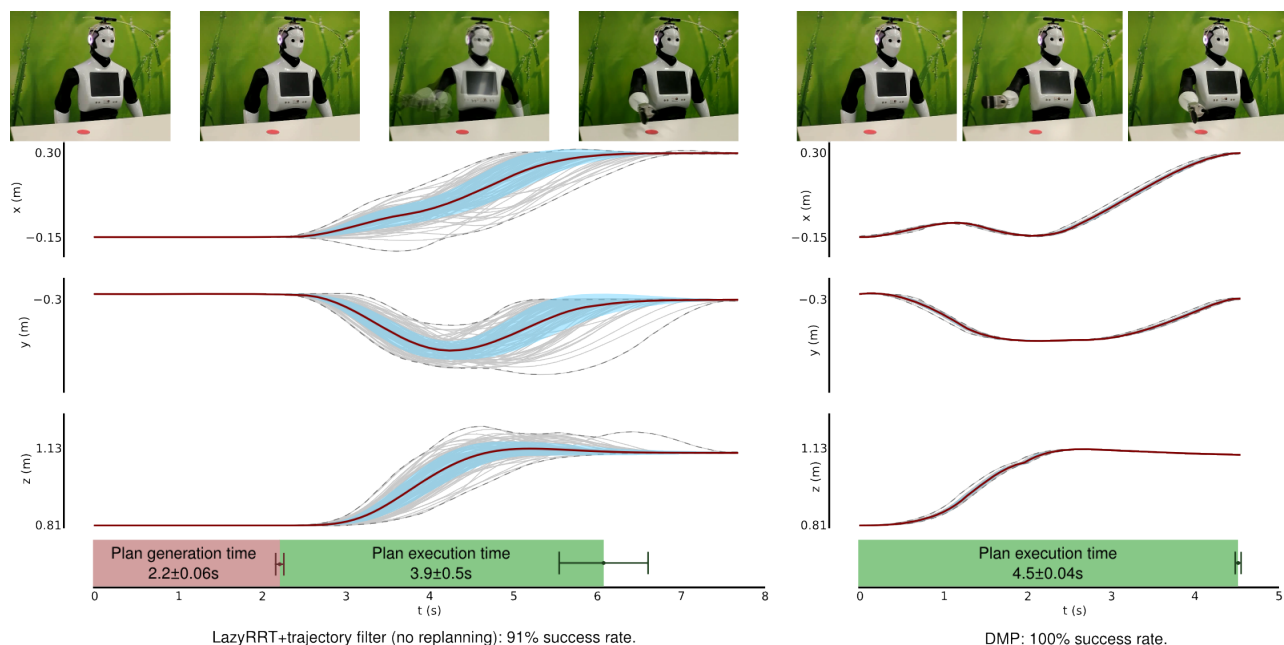 0.30
x (m)
−0.15
−0.3
y (m)
1.13
z (m)
0.81
Plan generation time
2.2±0.06s
Plan execution time
3.9±0.5s
0 1 2 3 4 5 6 7 8
t (s)
LazyRRT+trajectory filter (no replanning): 91% success rate.
0.30
x (m)
−0.15
−0.3
y (m)
1.13
z (m)
0.81
Plan execution time
4.5±0.04s
0 1 2 3 4 5
t (s)
DMP: 100% success rate.